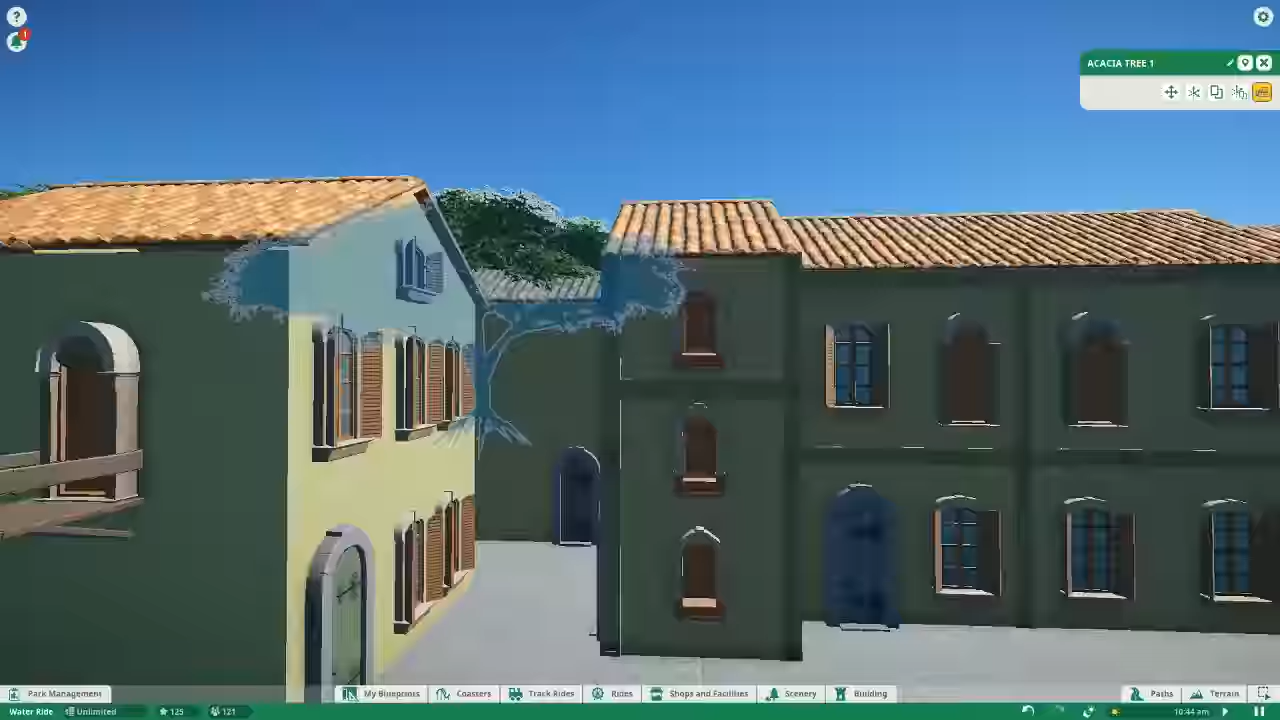 ?
1
ACACIA TREE 1
Park Management
My Blueprints
Coasters
Track Rides
Rides
Shops and Facilities
Scenery
Building
Paths
Terrain
Water Ride
Unlimited
125
121
10:44 am